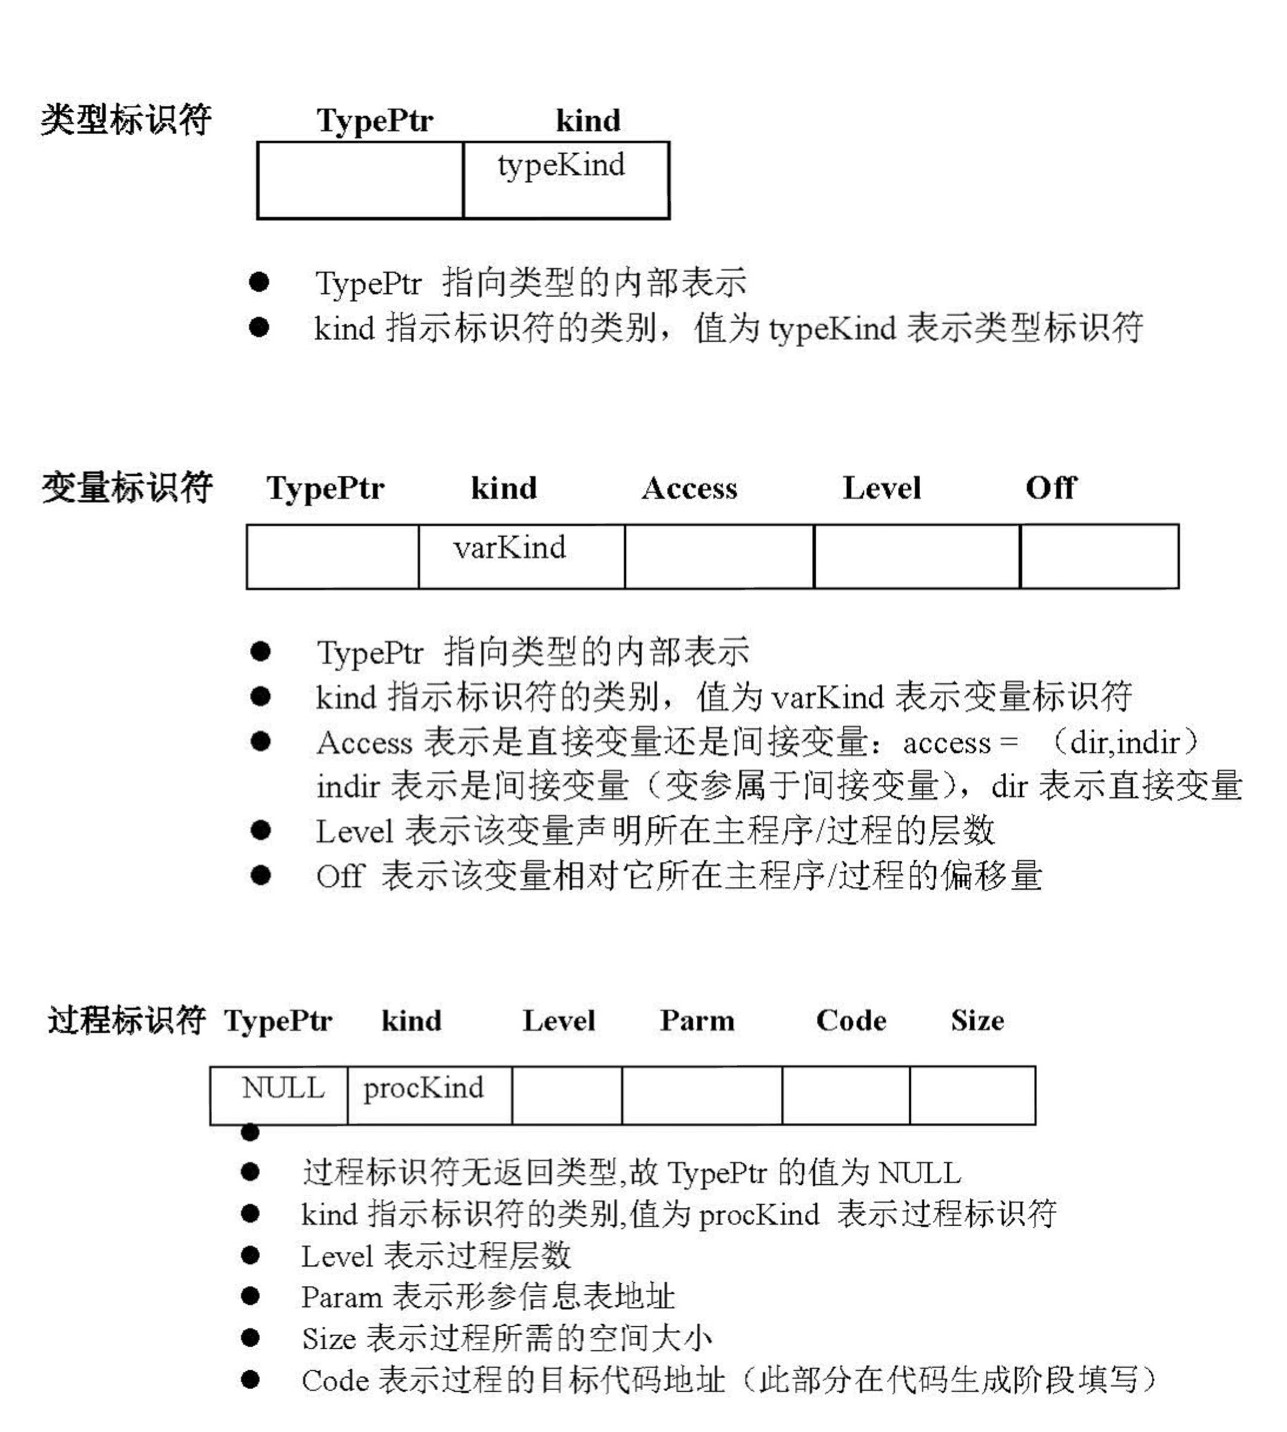 类型标识符 TypePtr kind
typeKind
● TypePtr 指向类型的内部表示
● kind 指示标识符的类别，值为 typeKind 表示类型标识符
变量标识符 TypePtr kind Access Level Off
varKind
● TypePtr 指向类型的内部表示
● kind 指示标识符的类别，值为 varKind 表示变量标识符
● Access 表示是直接变量还是间接变量：access = （dir,indir）
indir 表示是间接变量（变参属于间接变量），dir 表示直接变量
● Level 表示该变量声明所在主程序/过程的层数
● Off 表示该变量相对它所在主程序/过程的偏移量
过程标识符 TypePtr kind Level Parm Code Size
NULL procKind
●
● 过程标识符无返回类型,故 TypePtr 的值为 NULL
● kind 指示标识符的类别,值为 procKind 表示过程标识符
● Level 表示过程层数
● Param 表示形参信息表地址
● Size 表示过程所需的空间大小
● Code 表示过程的目标代码地址（此部分在代码生成阶段填写）